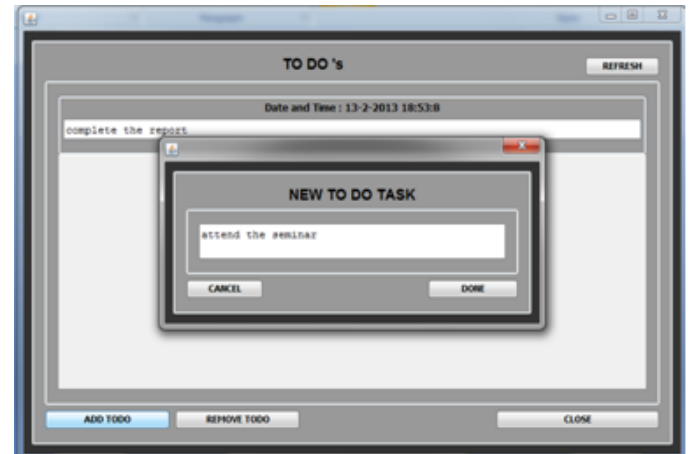 TO DO 's
REFRESH
Date and Time : 13-2-2013 18:53:8
complete the report
NEW TO DO TASK
attend the seminar
CANCEL
DONE
ADD TODO
REMOVE TODO
CLOSE